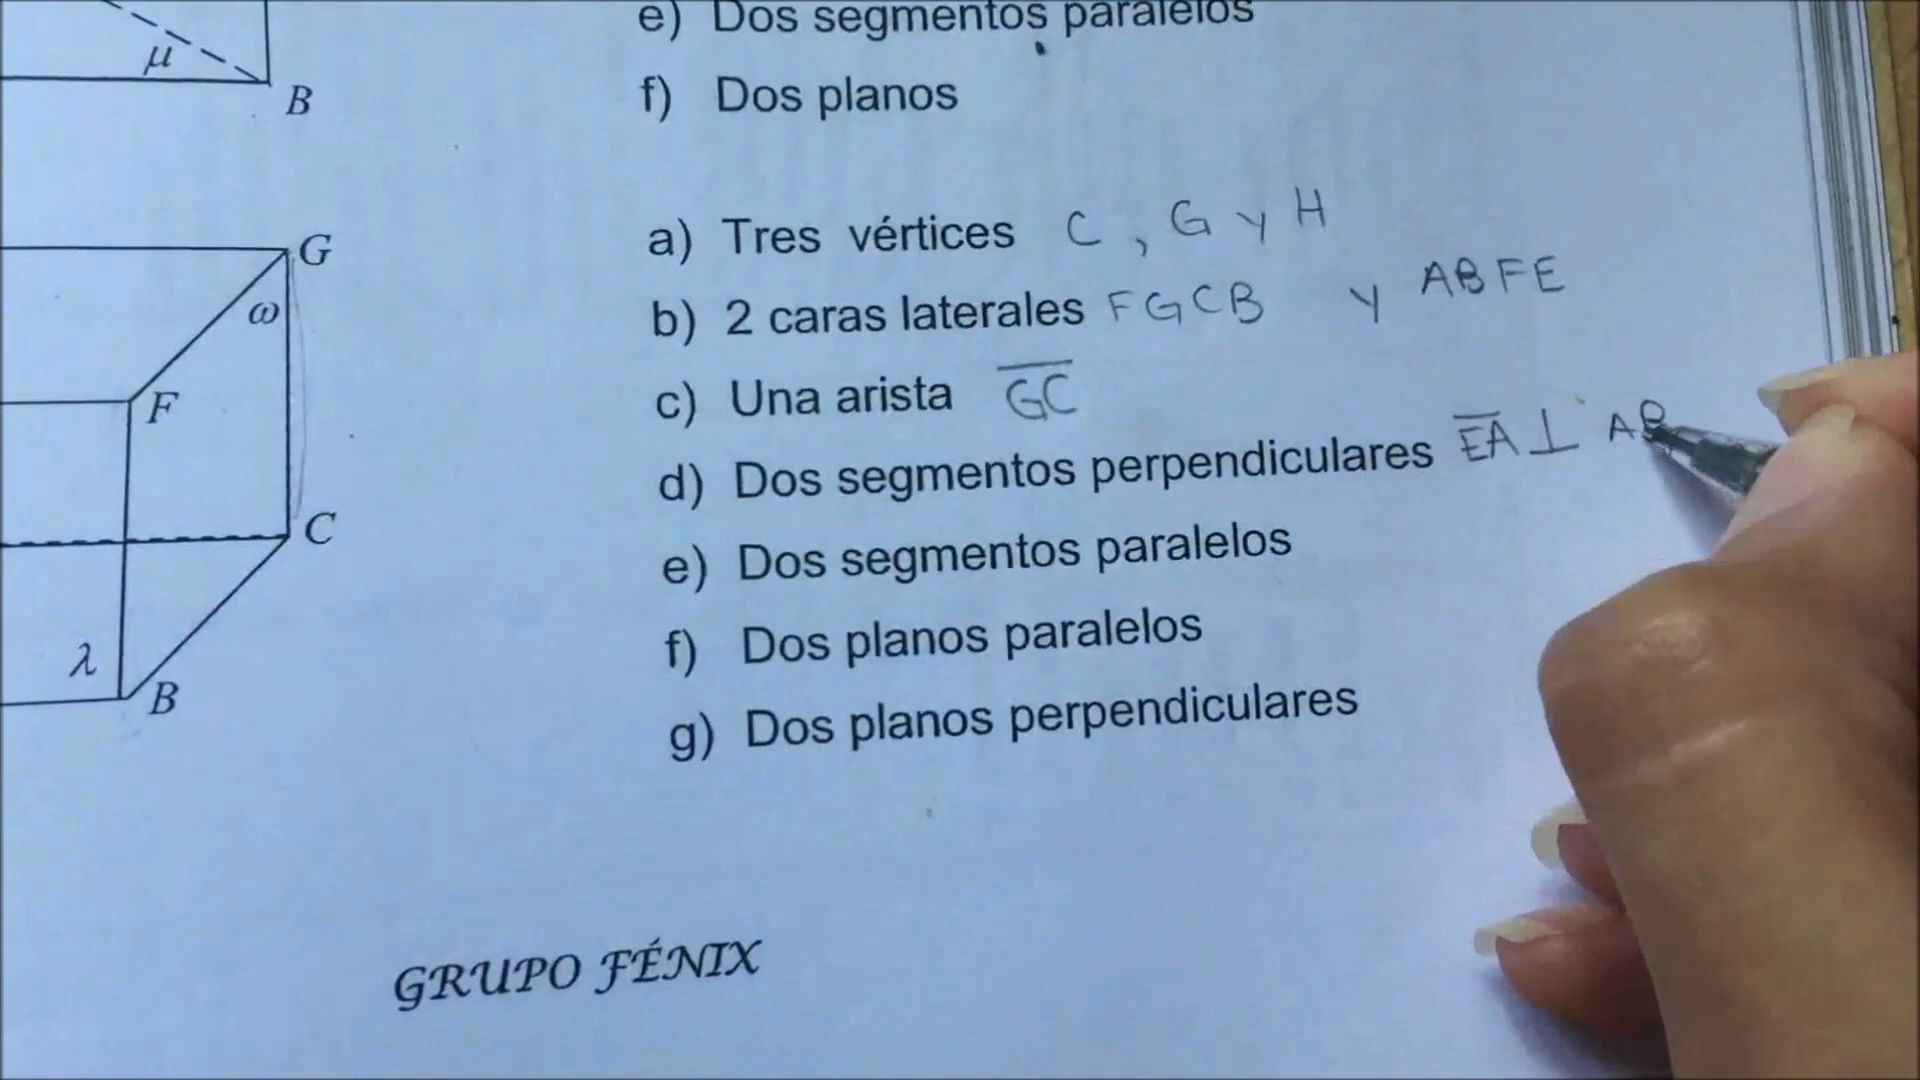 e) Dos segmentos paralelos
μ
B
f) Dos planos
a) Tres vértices C, G y H
G
b) 2 caras laterales FGCB y ABFE
ω
c) Una arista GC
F
d) Dos segmentos perpendiculares EA ⊥ AB
C
e) Dos segmentos paralelos
f) Dos planos paralelos
λ
B
g) Dos planos perpendiculares
GRUPO FÉNIX